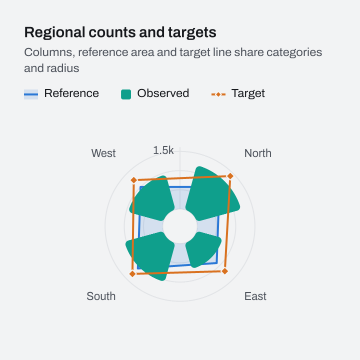 Regional counts and targets
Columns, reference area and target line share categories
and radius
Reference
Observed
Target
1.5k
West
North
South
East